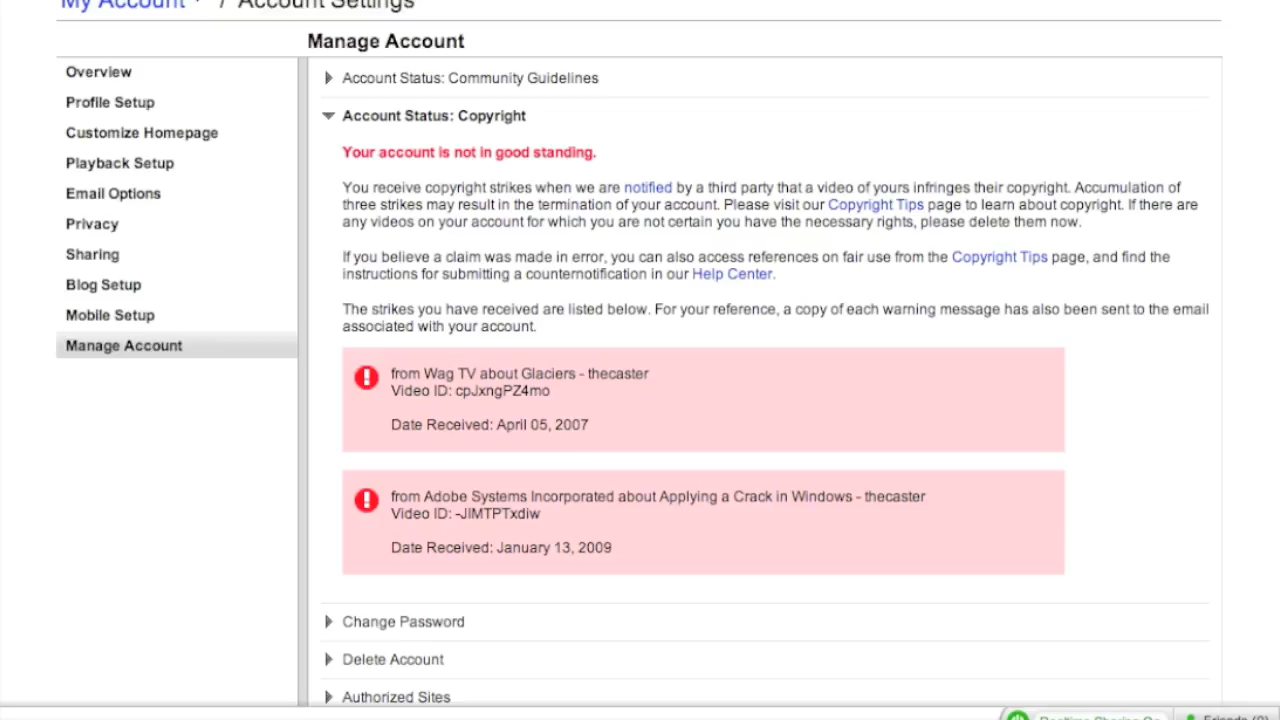 My Account / Account Settings
Manage Account
Overview
Profile Setup
Customize Homepage
Playback Setup
Email Options
Privacy
Sharing
Blog Setup
Mobile Setup
Manage Account
Account Status: Community Guidelines
Account Status: Copyright
Your account is not in good standing.
You receive copyright strikes when we are notified by a third party that a video of yours infringes their copyright. Accumulation of
three strikes may result in the termination of your account. Please visit our Copyright Tips page to learn about copyright. If there are
any videos on your account for which you are not certain you have the necessary rights, please delete them now.
If you believe a claim was made in error, you can also access references on fair use from the Copyright Tips page, and find the
instructions for submitting a counternotification in our Help Center.
The strikes you have received are listed below. For your reference, a copy of each warning message has also been sent to the email
associated with your account.
from Wag TV about Glaciers - thecaster
Video ID: cpJxngPZ4mo
Date Received: April 05, 2007
from Adobe Systems Incorporated about Applying a Crack in Windows - thecaster
Video ID: -JIMTPTxdiw
Date Received: January 13, 2009
Change Password
Delete Account
Authorized Sites
Realtime Sharing On
Friends (0)